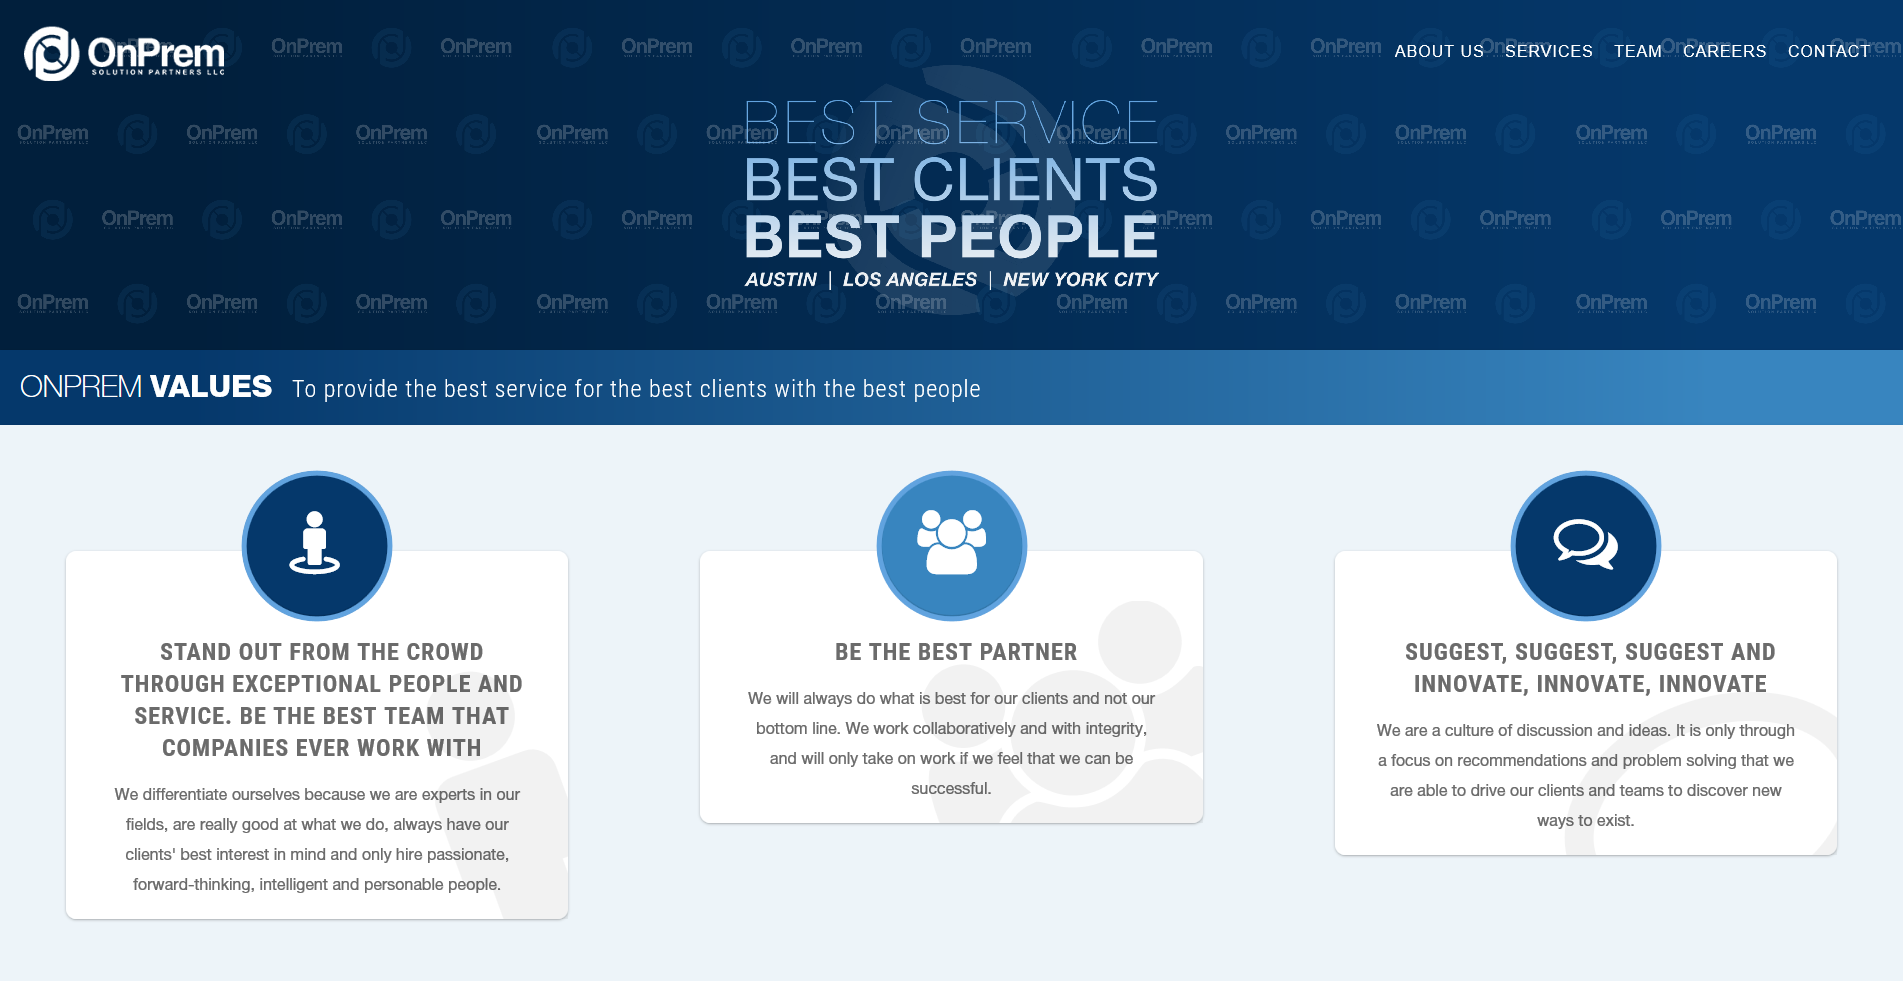 OnPrem
SOLUTION PARTNERS LLC
ABOUT US SERVICES TEAM CAREERS CONTACT
BEST SERVICE
BEST CLIENTS
BEST PEOPLE
AUSTIN | LOS ANGELES | NEW YORK CITY
ONPREM VALUES To provide the best service for the best clients with the best people
STAND OUT FROM THE CROWD
THROUGH EXCEPTIONAL PEOPLE AND
SERVICE. BE THE BEST TEAM THAT
COMPANIES EVER WORK WITH
We differentiate ourselves because we are experts in our
fields, are really good at what we do, always have our
clients' best interest in mind and only hire passionate,
forward-thinking, intelligent and personable people.
BE THE BEST PARTNER
We will always do what is best for our clients and not our
bottom line. We work collaboratively and with integrity,
and will only take on work if we feel that we can be
successful.
SUGGEST, SUGGEST, SUGGEST AND
INNOVATE, INNOVATE, INNOVATE
We are a culture of discussion and ideas. It is only through
a focus on recommendations and problem solving that we
are able to drive our clients and teams to discover new
ways to exist.